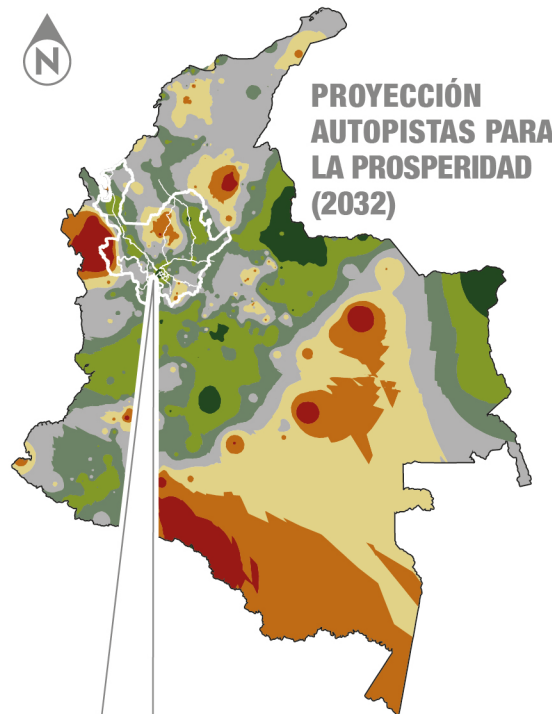 N
PROYECCIÓN
AUTOPISTAS PARA
LA PROSPERIDAD
(2032)